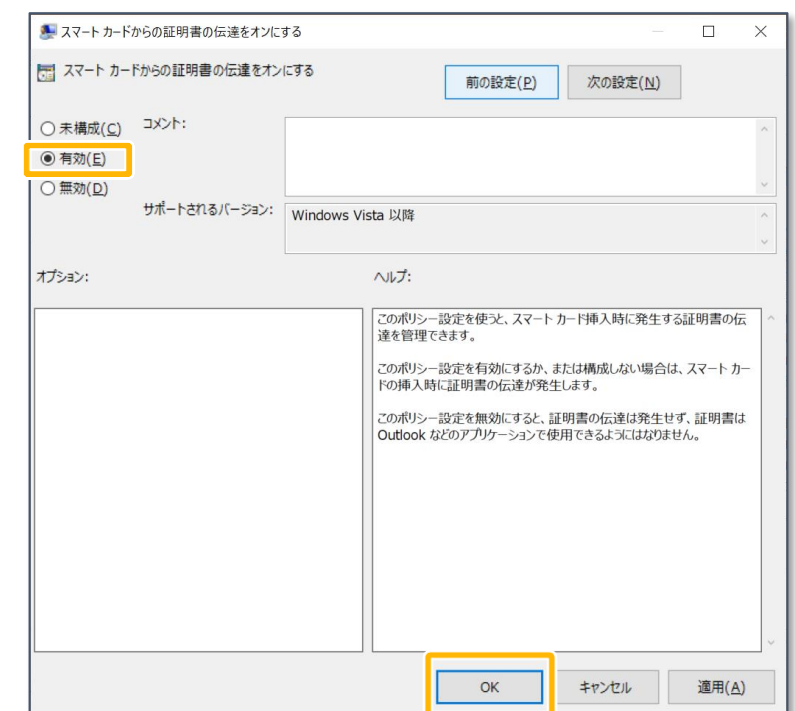 スマート カードからの証明書の伝達をオンにする
スマート カードからの証明書の伝達をオンにする
前の設定(P)
次の設定(N)
未構成(C)
コメント:
有効(E)
無効(D)
サポートされるバージョン:
Windows Vista 以降
オプション:
ヘルプ:
このポリシー設定を使うと、スマート カード挿入時に発生する証明書の伝
達を管理できます。
このポリシー設定を有効にするか、または構成しない場合は、スマート カー
ドの挿入時に証明書の伝達が発生します。
このポリシー設定を無効にすると、証明書の伝達は発生せず、証明書は
Outlook などのアプリケーションで使用できるようにはなりません。
OK
キャンセル
適用(A)